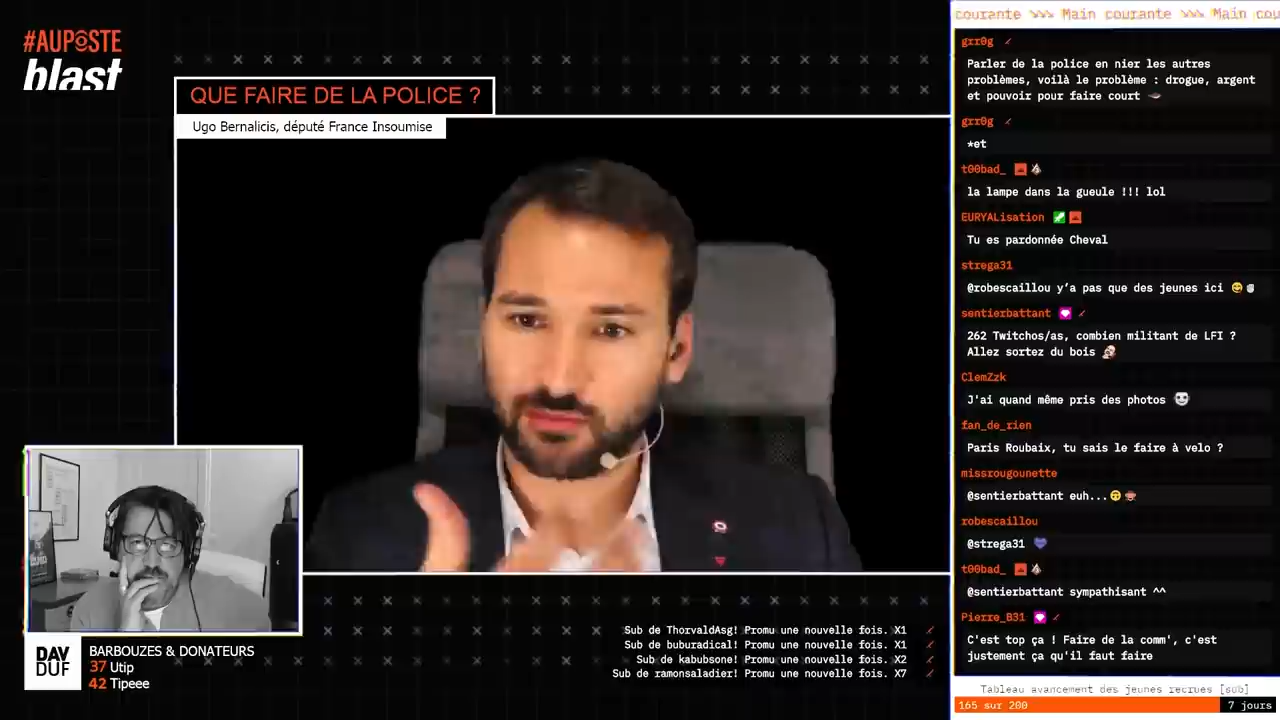 #AUPOSTE
blast
QUE FAIRE DE LA POLICE ?
Ugo Bernalicis, député France Insoumise
DAV
DUF
BARBOUZES & DONATEURS
37 Utip
42 Tipeee
Sub de ThorvaldAsg! Promu une nouvelle fois. X1
Sub de buburadical! Promu une nouvelle fois. X1
Sub de kabubsone! Promu une nouvelle fois. X2
Sub de ramonsaladier! Promu une nouvelle fois. X7
courante >>> Main courante >>> Main cou
grr0g
Parler de la police en nier les autres
problèmes, voilà le problème : drogue, argent
et pouvoir pour faire court
grr0g
*et
t00bad_
la lampe dans la gueule !!! lol
EURYALisation
Tu es pardonnée Cheval
strega31
@robescaillou y’a pas que des jeunes ici
sentierbattant
262 Twitchos/as, combien militant de LFI ?
Allez sortez du bois
ClemZzk
J'ai quand même pris des photos
fan_de_rien
Paris Roubaix, tu sais le faire à velo ?
missrougounette
@sentierbattant euh...
robescaillou
@strega31
t00bad_
@sentierbattant sympathisant ^^
Pierre_B31
C'est top ça ! Faire de la comm', c'est
justement ça qu'il faut faire
Tableau avancement des jeunes recrues [sub]
165 sur 200
7 jours